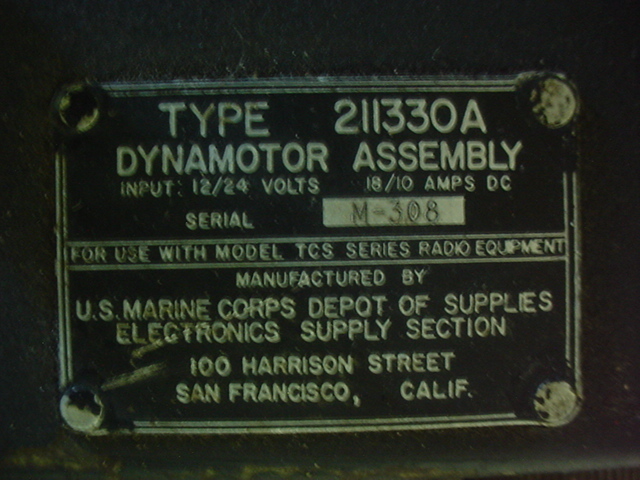 TYPE 211330A
DYNAMOTOR ASSEMBLY
INPUT: 12/24 VOLTS 18/10 AMPS DC
SERIAL M-308
FOR USE WITH MODEL TCS SERIES RADIO EQUIPMENT
MANUFACTURED BY
U.S. MARINE CORPS DEPOT OF SUPPLIES
ELECTRONICS SUPPLY SECTION
100 HARRISON STREET
SAN FRANCISCO, CALIF.